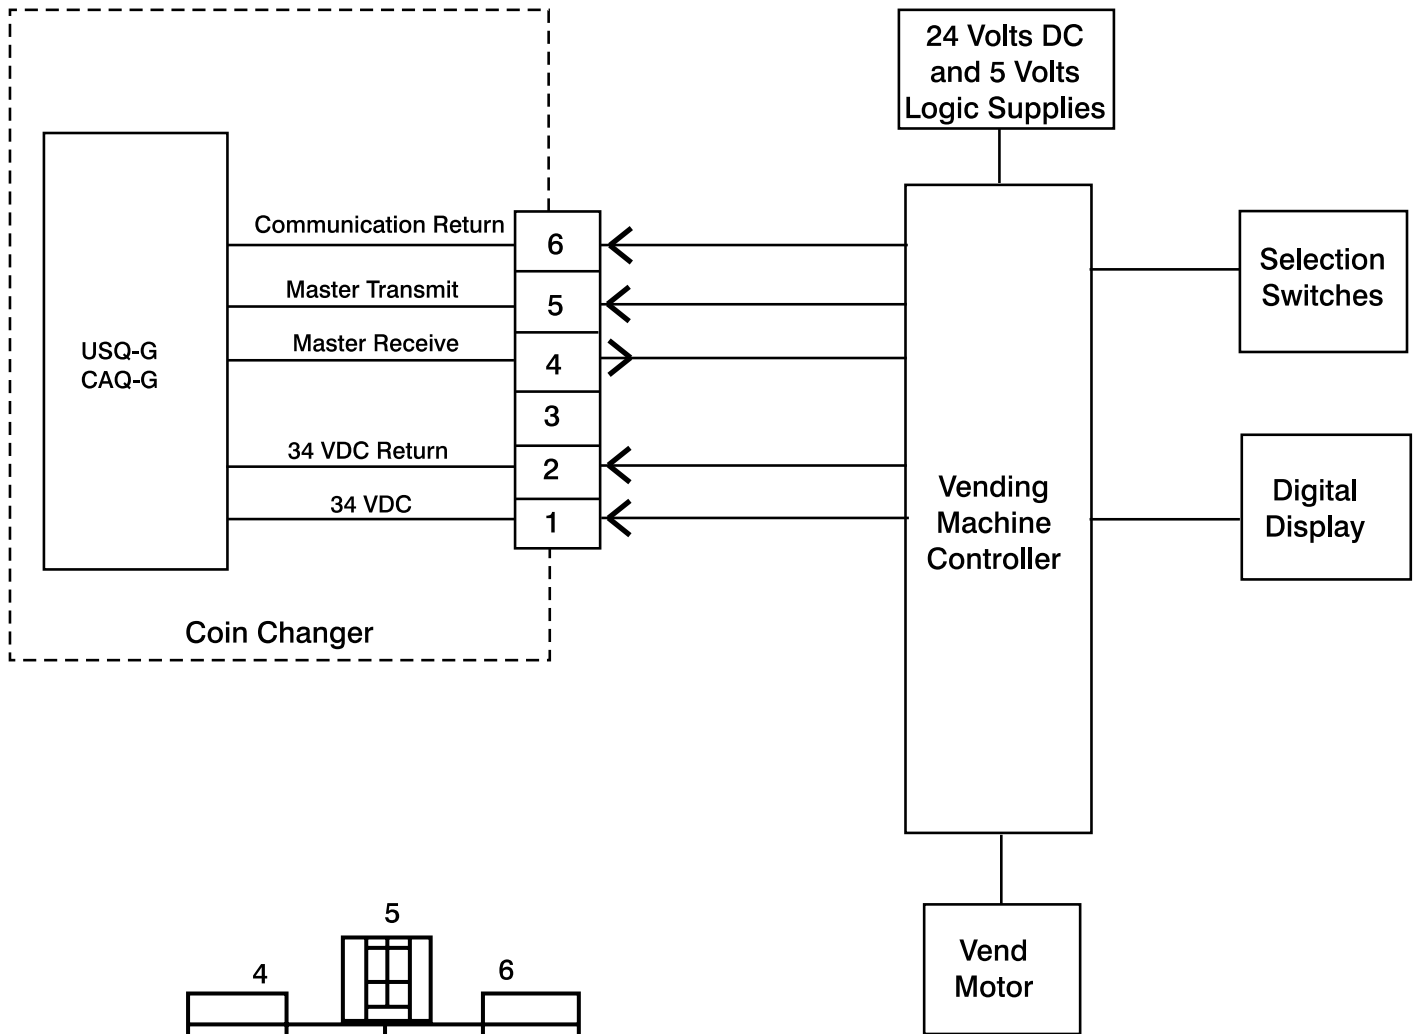 24 Volts DC
and 5 Volts
Logic Supplies
Communication Return
6
Master Transmit
5
Master Receive
4
3
34 VDC Return
2
34 VDC
1
USQ-G
CAQ-G
Coin Changer
Vending
Machine
Controller
Selection
Switches
Digital
Display
Vend
Motor
5
4
6